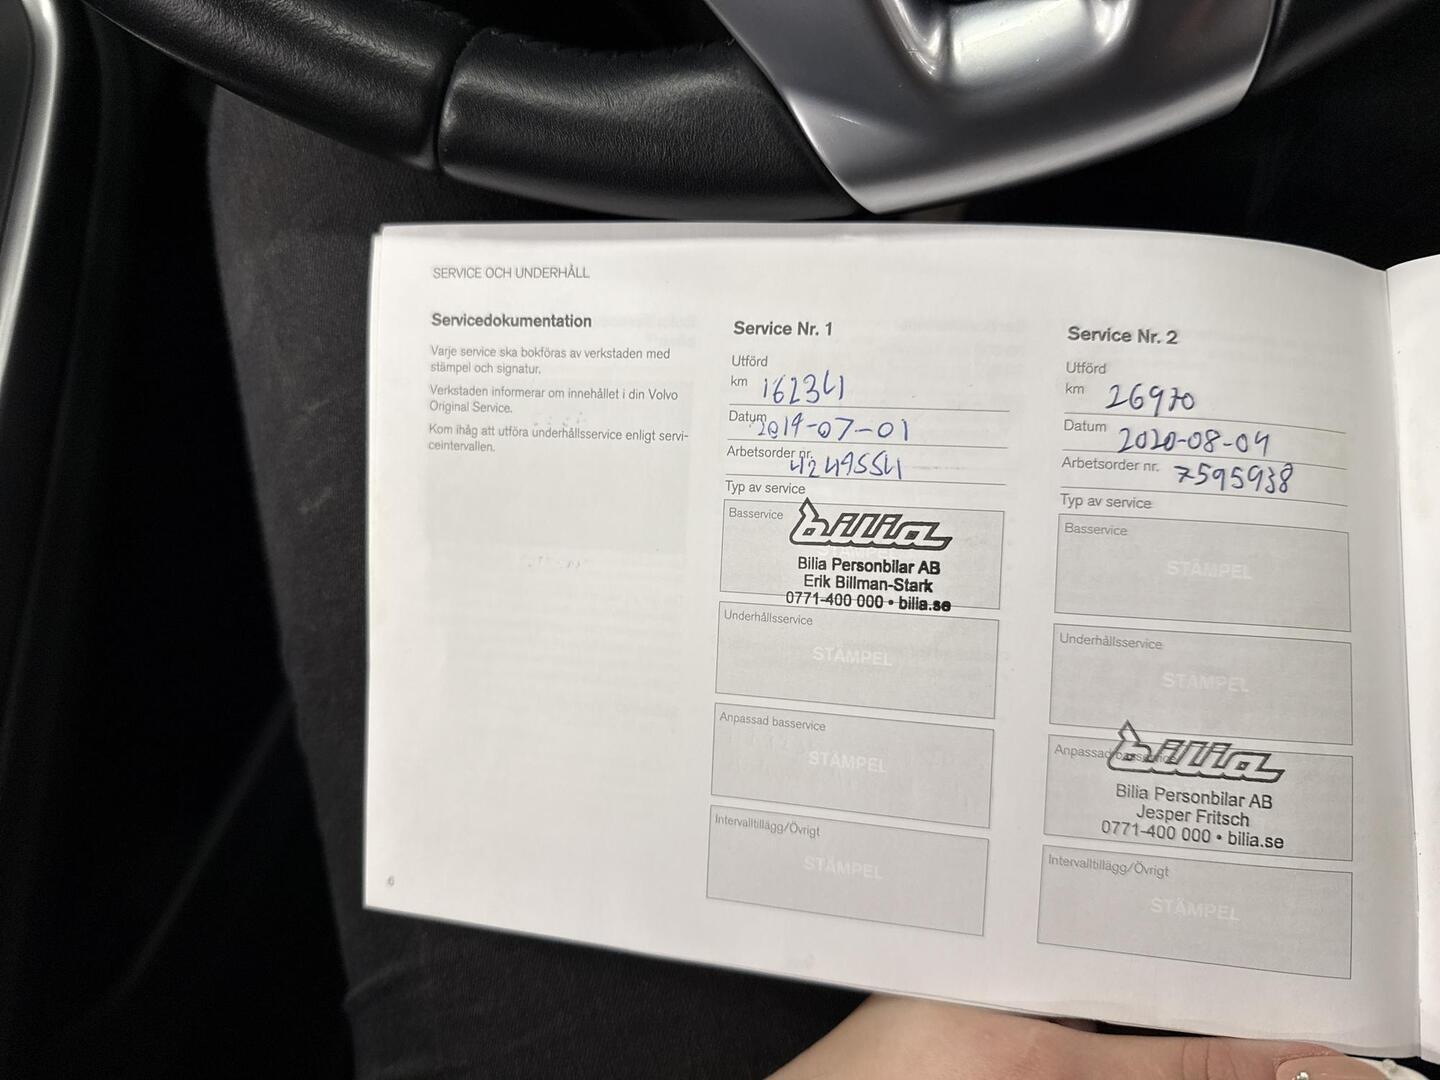 SERVICE OCH UNDERHÅLL
Servicedokumentation
Varje service ska bokföras av verkstaden med
stämpel och signatur.
Verkstaden informerar om innehållet i din Volvo
Original Service.
Kom ihåg att utföra underhållsservice enligt servi-
ceintervallen.
6
Service Nr. 1
Utförd
km 16234
Datum 2019-07-01
Arbetsorder nr. 4249554
Typ av service
Basservice
bilia
Bilia Personbilar AB
Erik Billman-Stark
0771-400 000 • bilia.se
Underhållsservice
STÄMPEL
Anpassad basservice
STÄMPEL
Intervalltillägg/Övrigt
STÄMPEL
Service Nr. 2
Utförd
km 26970
Datum 2020-08-04
Arbetsorder nr. 7595938
Typ av service
Basservice
STÄMPEL
Underhållsservice
STÄMPEL
Anpassad basservice
bilia
Bilia Personbilar AB
Jesper Fritsch
0771-400 000 • bilia.se
Intervalltillägg/Övrigt
STÄMPEL